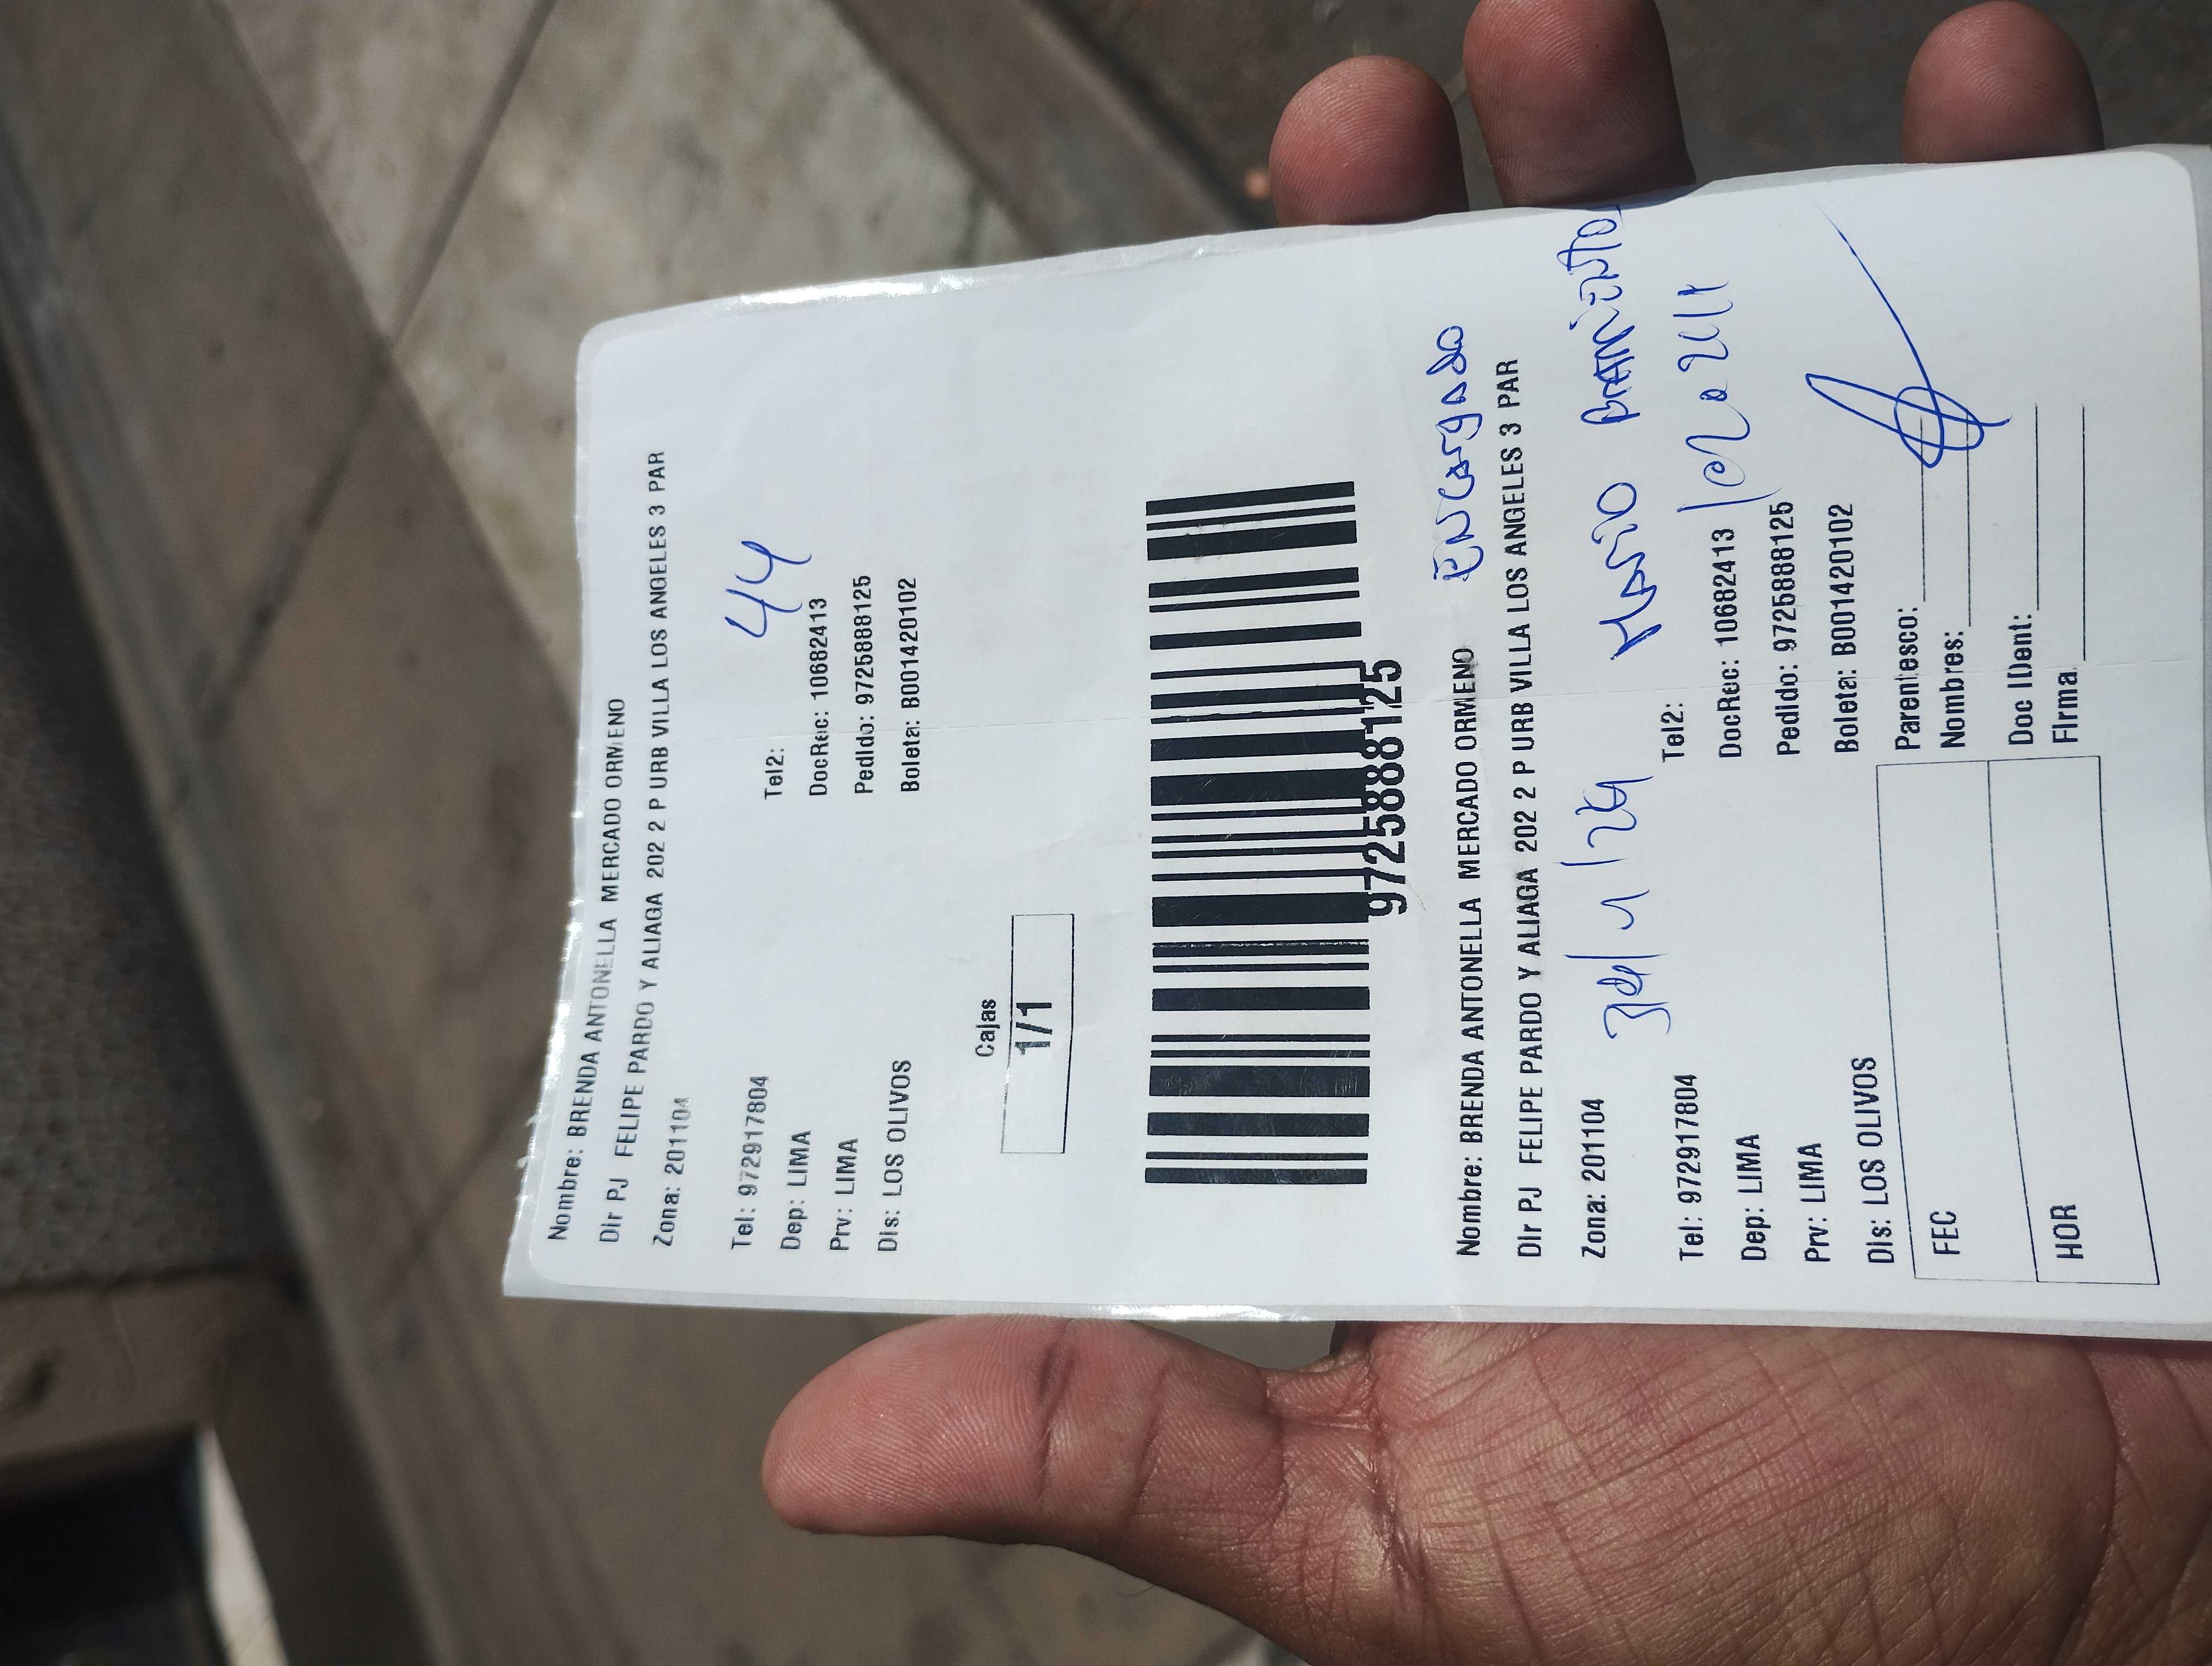 Nombre: BRENDA ANTONELLA MERCADO ORMENO
Dir PJ FELIPE PARDO Y ALIAGA 202 2 P URB VILLA LOS ANGELES 3 PAR
Zona: 201104
44
Tel: 972917804 Tel2:
Dep: LIMA DocRec: 10682413
Prv: LIMA Pedido: 9725888125
Dis: LOS OLIVOS Boleta: B001420102
Cajas
1/1
9725888125
Encargado
Nombre: BRENDA ANTONELLA MERCADO ORMENO
Dir PJ FELIPE PARDO Y ALIAGA 202 2 P URB VILLA LOS ANGELES 3 PAR
Zona: 201104
Mario
Tel: 972917804 Tel2:
Dep: LIMA DocRec: 10682413
Prv: LIMA Pedido: 9725888125
Dis: LOS OLIVOS Boleta: B001420102
FEC Parentesco:
Nombres:
HOR Doc IDent:
Firma: